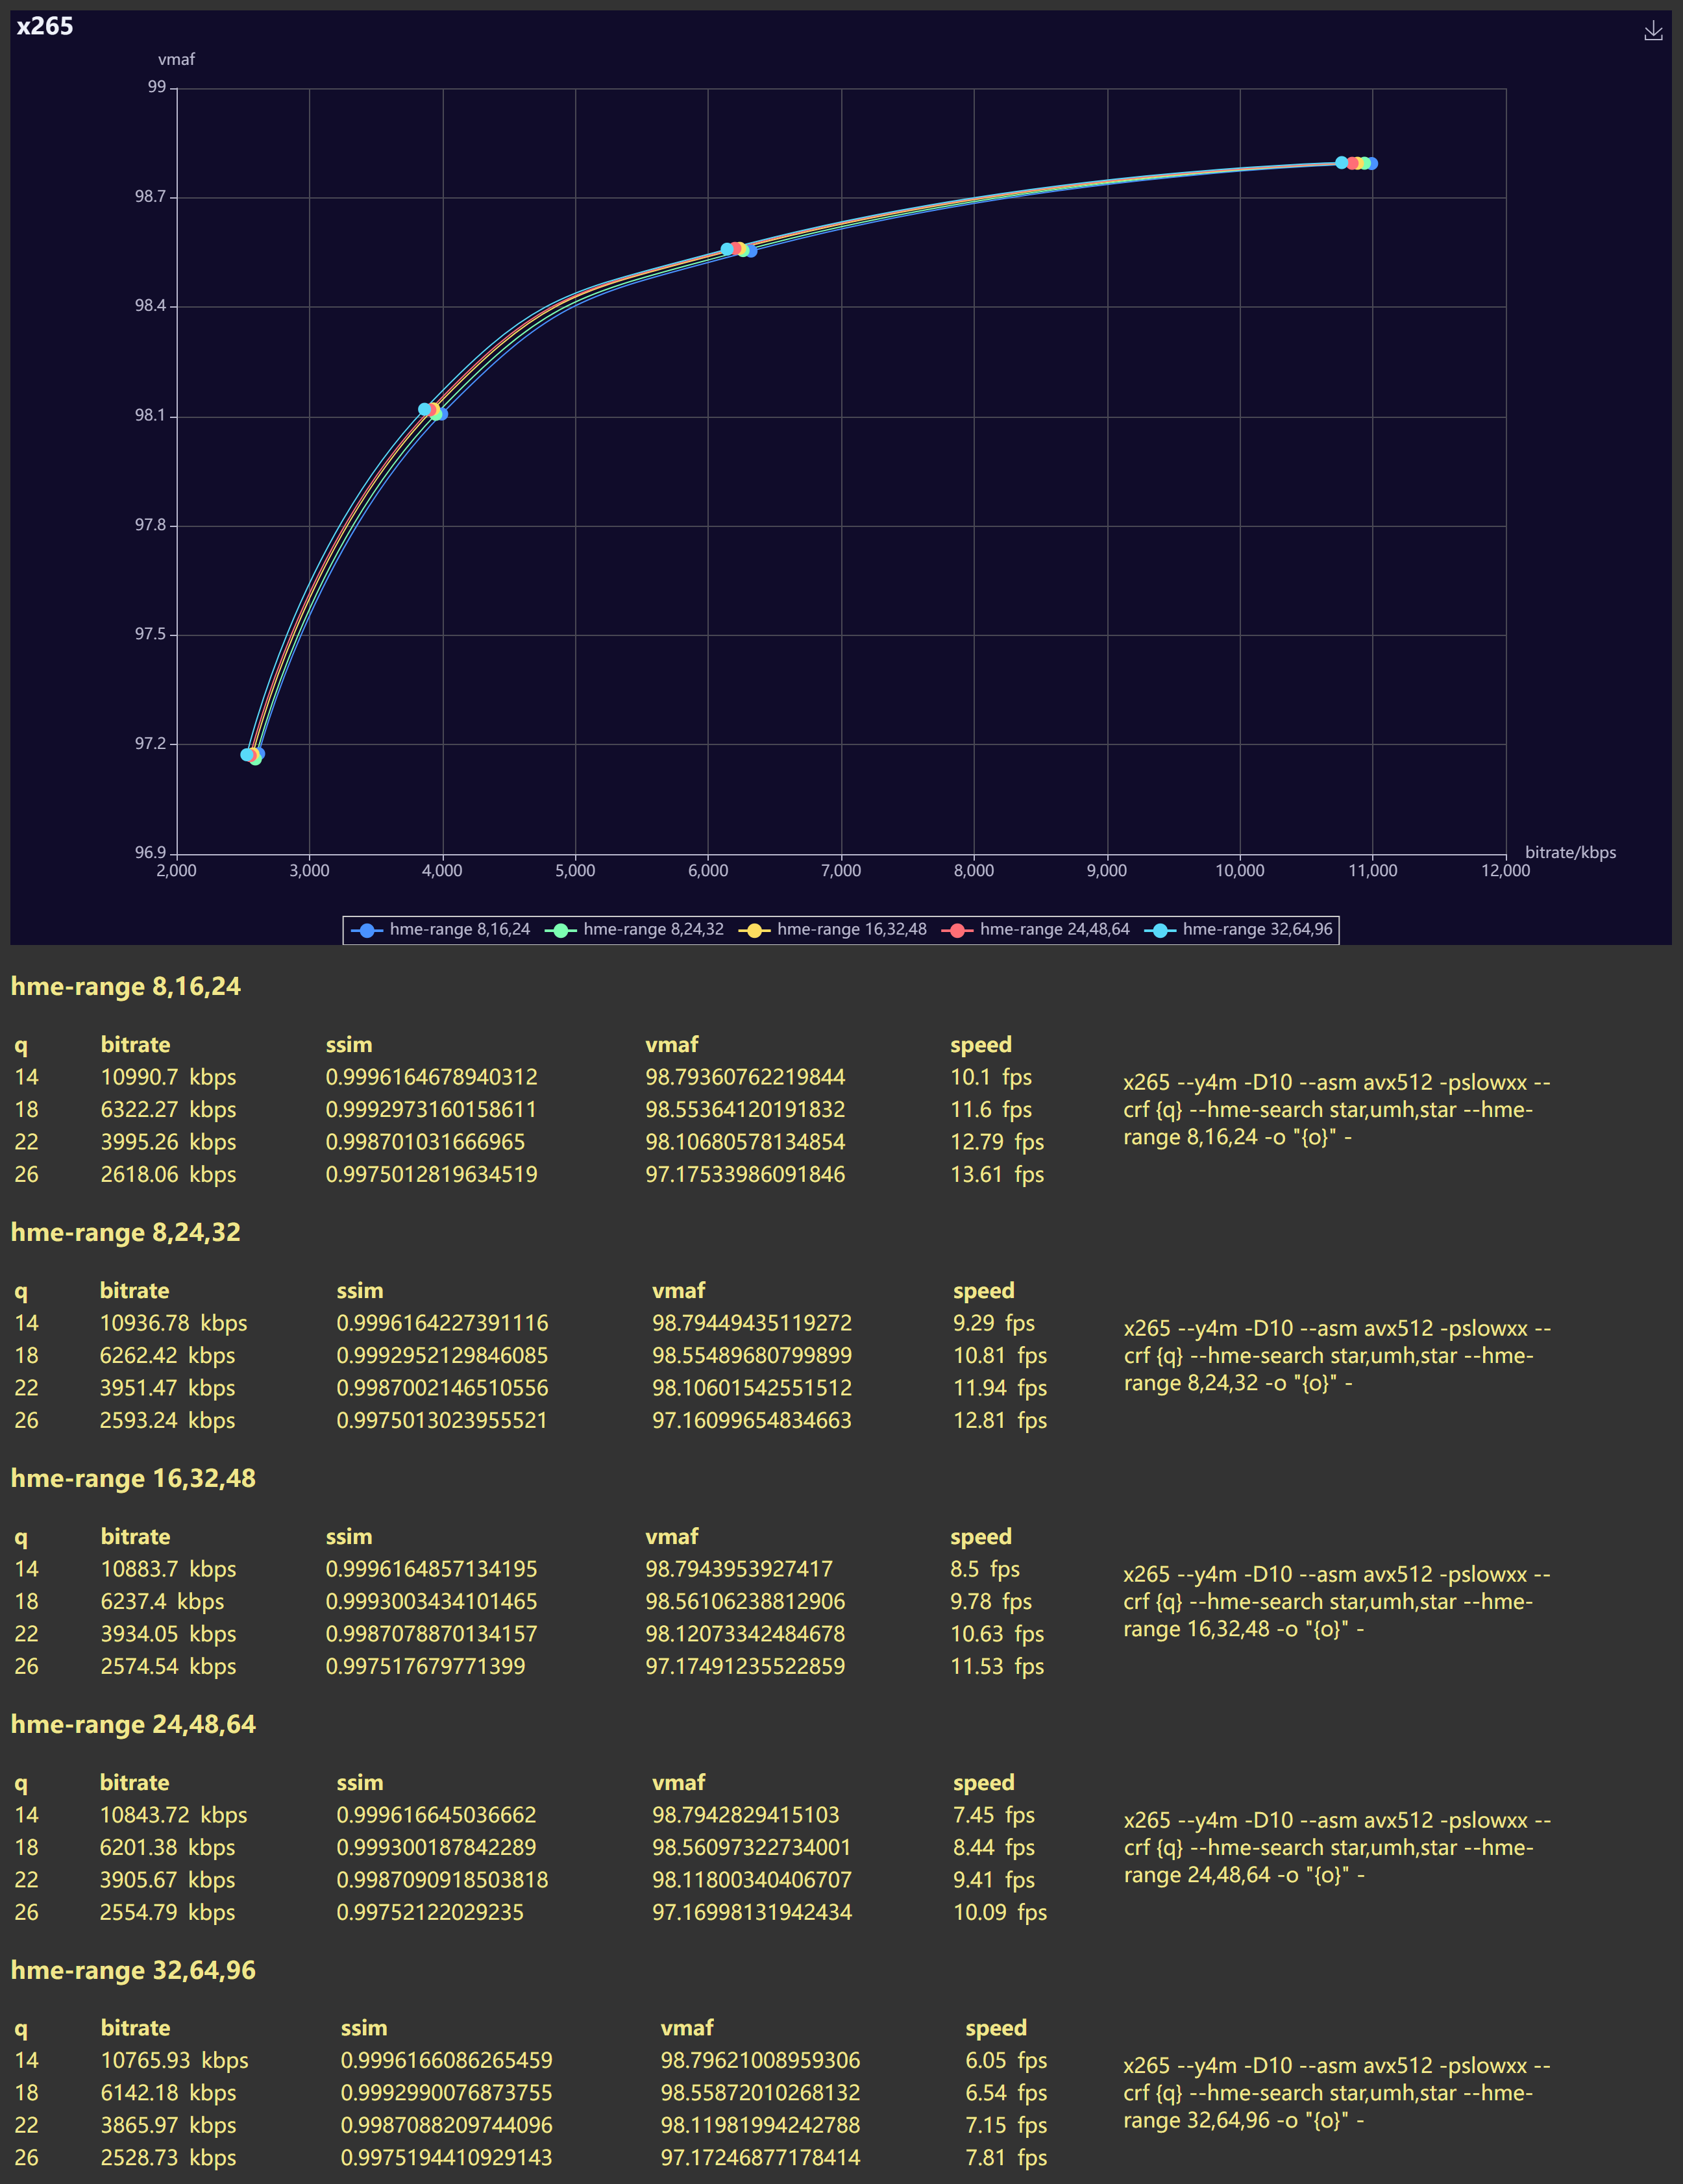 x265
vmaf
99
98.7
98.4
98.1
97.8
97.5
97.2
96.9
2,000 3,000 4,000 5,000 6,000 7,000 8,000 9,000 10,000 11,000 12,000 bitrate/kbps
hme-range 8,16,24 hme-range 8,24,32 hme-range 16,32,48 hme-range 24,48,64 hme-range 32,64,96
hme-range 8,16,24
q bitrate ssim vmaf speed
14 10990.7 kbps 0.9996164678940312 98.79360762219844 10.1 fps
18 6322.27 kbps 0.9992973160158611 98.55364120191832 11.6 fps
22 3995.26 kbps 0.998701031666965 98.10680578134854 12.79 fps
26 2618.06 kbps 0.9975012819634519 97.17533986091846 13.61 fps
x265 --y4m -D10 --asm avx512 -pslowxx --
crf {q} --hme-search star,umh,star --hme-
range 8,16,24 -o "{o}" -
hme-range 8,24,32
q bitrate ssim vmaf speed
14 10936.78 kbps 0.9996164227391116 98.79449435119272 9.29 fps
18 6262.42 kbps 0.9992952129846085 98.55489680799899 10.81 fps
22 3951.47 kbps 0.9987002146510556 98.10601542551512 11.94 fps
26 2593.24 kbps 0.9975013023955521 97.16099654834663 12.81 fps
x265 --y4m -D10 --asm avx512 -pslowxx --
crf {q} --hme-search star,umh,star --hme-
range 8,24,32 -o "{o}" -
hme-range 16,32,48
q bitrate ssim vmaf speed
14 10883.7 kbps 0.9996164857134195 98.7943953927417 8.5 fps
18 6237.4 kbps 0.9993003434101465 98.56106238812906 9.78 fps
22 3934.05 kbps 0.9987078870134157 98.12073342484678 10.63 fps
26 2574.54 kbps 0.997517679771399 97.17491235522859 11.53 fps
x265 --y4m -D10 --asm avx512 -pslowxx --
crf {q} --hme-search star,umh,star --hme-
range 16,32,48 -o "{o}" -
hme-range 24,48,64
q bitrate ssim vmaf speed
14 10843.72 kbps 0.999616645036662 98.7942829415103 7.45 fps
18 6201.38 kbps 0.999300187842289 98.56097322734001 8.44 fps
22 3905.67 kbps 0.9987090918503818 98.11800340406707 9.41 fps
26 2554.79 kbps 0.99752122029235 97.16998131942434 10.09 fps
x265 --y4m -D10 --asm avx512 -pslowxx --
crf {q} --hme-search star,umh,star --hme-
range 24,48,64 -o "{o}" -
hme-range 32,64,96
q bitrate ssim vmaf speed
14 10765.93 kbps 0.9996166086265459 98.79621008959306 6.05 fps
18 6142.18 kbps 0.9992990076873755 98.55872010268132 6.54 fps
22 3865.97 kbps 0.9987088209744096 98.11981994242788 7.15 fps
26 2528.73 kbps 0.9975194410929143 97.17246877178414 7.81 fps
x265 --y4m -D10 --asm avx512 -pslowxx --
crf {q} --hme-search star,umh,star --hme-
range 32,64,96 -o "{o}" -